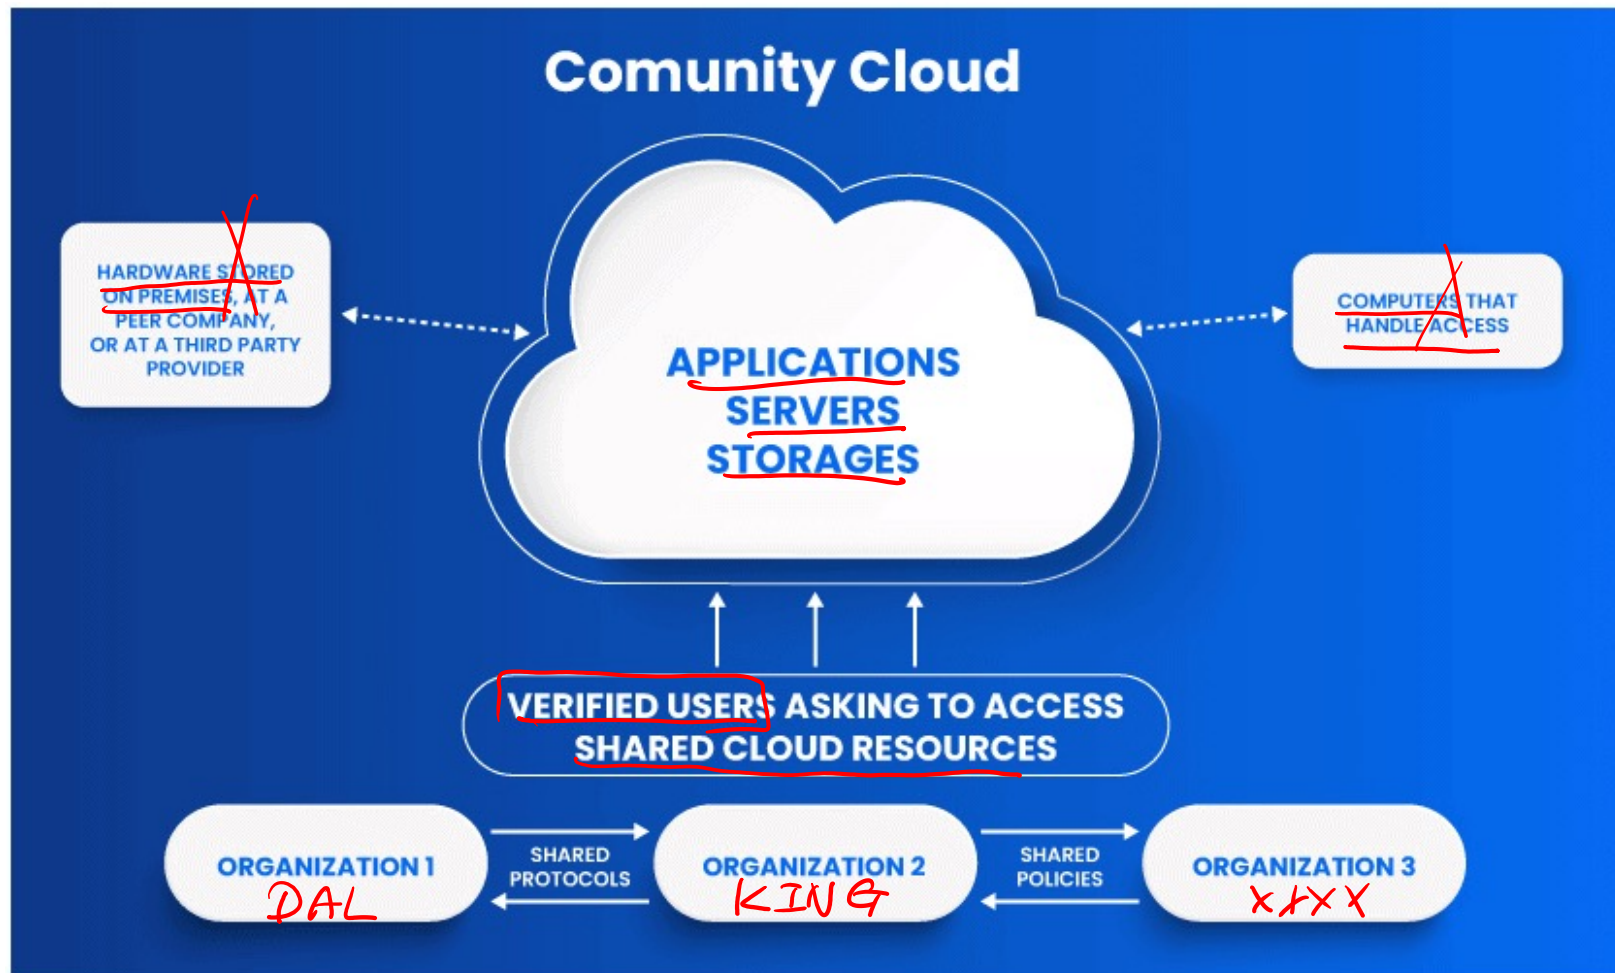 Comunity Cloud
HARDWARE STORED
ON PREMISES, AT A
PEER COMPANY,
OR AT A THIRD PARTY
PROVIDER
COMPUTERS THAT
HANDLE ACCESS
APPLICATIONS
SERVERS
STORAGES
VERIFIED USERS ASKING TO ACCESS
SHARED CLOUD RESOURCES
ORGANIZATION 1
DAL
SHARED
PROTOCOLS
ORGANIZATION 2
KING
SHARED
POLICIES
ORGANIZATION 3
XXXX